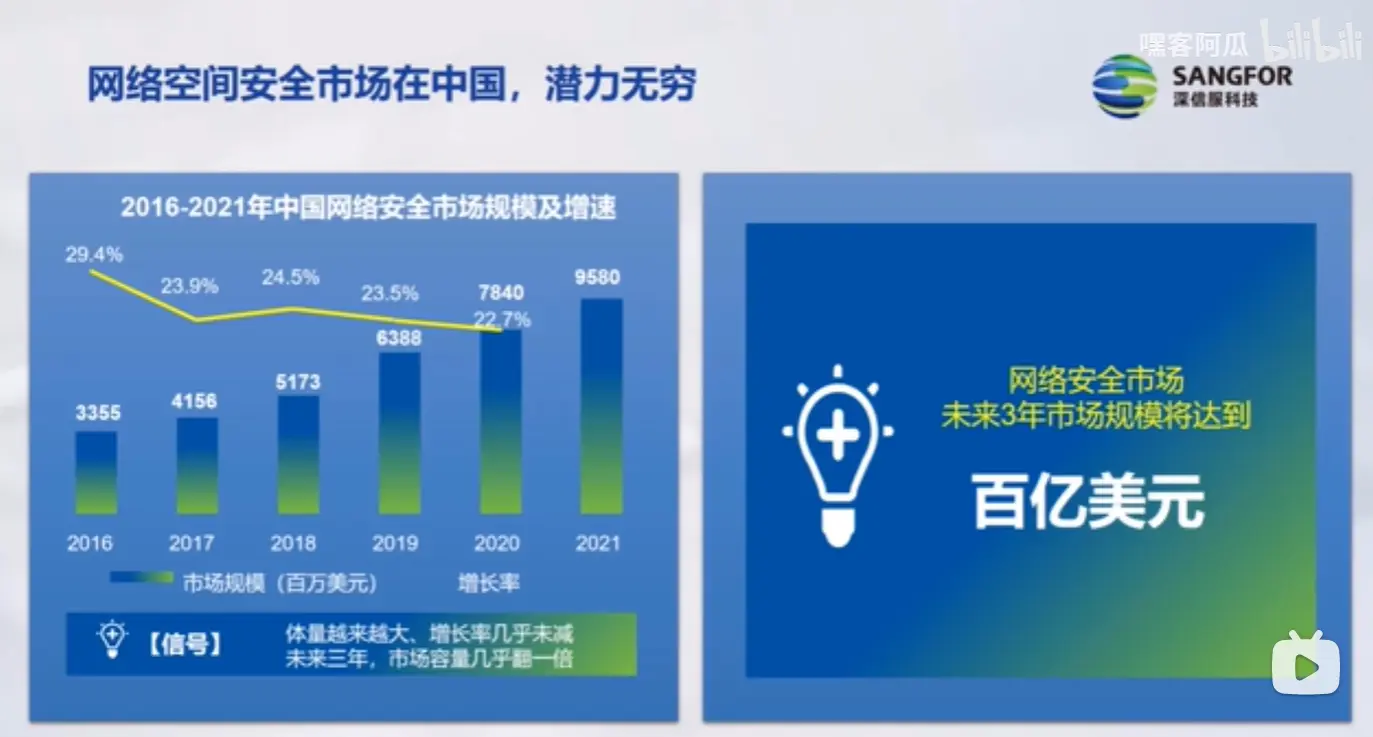 嘿客阿瓜 bilibili
网络空间安全市场在中国，潜力无穷
SANGFOR
深信服科技
2016-2021年中国网络安全市场规模及增速
29.4%
23.9%
24.5%
23.5%
22.7%
3355
4156
5173
6388
7840
9580
2016 2017 2018 2019 2020 2021
市场规模（百万美元） 增长率
【信号】
体量越来越大、增长率几乎未减
未来三年，市场容量几乎翻一倍
网络安全市场
未来3年市场规模将达到
百亿美元